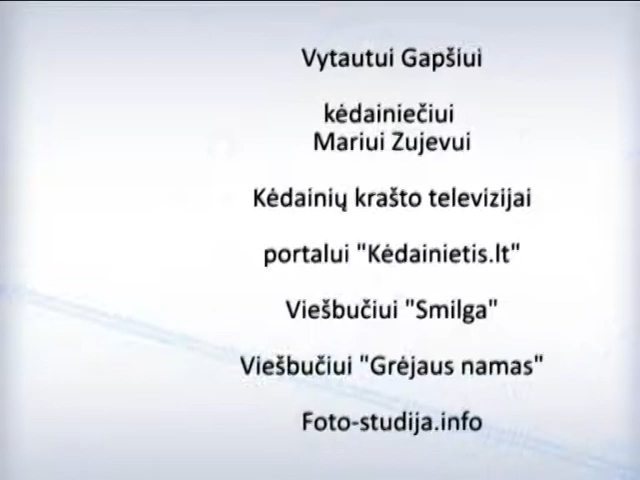 Vytautui Gapšiui
kėdainiečiui
Mariui Zujevui
Kėdainių krašto televizijai
portalui "Kėdainietis.lt"
Viešbučiui "Smilga"
Viešbučiui "Grėjaus namas"
Foto-studija.info